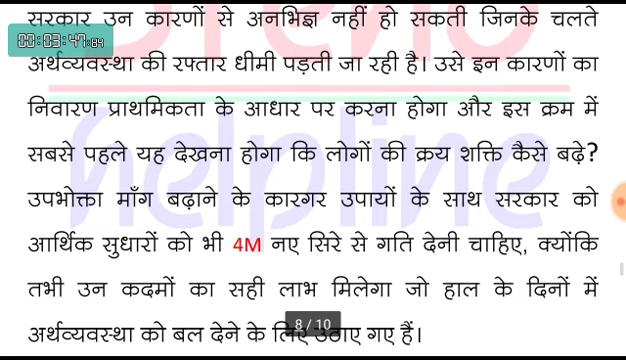 सरकार उन कारणों से अनभिज्ञ नहीं हो सकती जिनके चलते
00:03:47:84
अर्थव्यवस्था की रफ्तार धीमी पड़ती जा रही है। उसे इन कारणों का
निवारण प्राथमिकता के आधार पर करना होगा और इस क्रम में
सबसे पहले यह देखना होगा कि लोगों की क्रय शक्ति कैसे बढ़े?
उपभोक्ता माँग बढ़ाने के कारगर उपायों के साथ सरकार को
आर्थिक सुधारों को भी 4M नए सिरे से गति देनी चाहिए, क्योंकि
तभी उन कदमों का सही लाभ मिलेगा जो हाल के दिनों में
अर्थव्यवस्था को बल देने के लिए उठाए गए हैं।
8 / 10
helpline